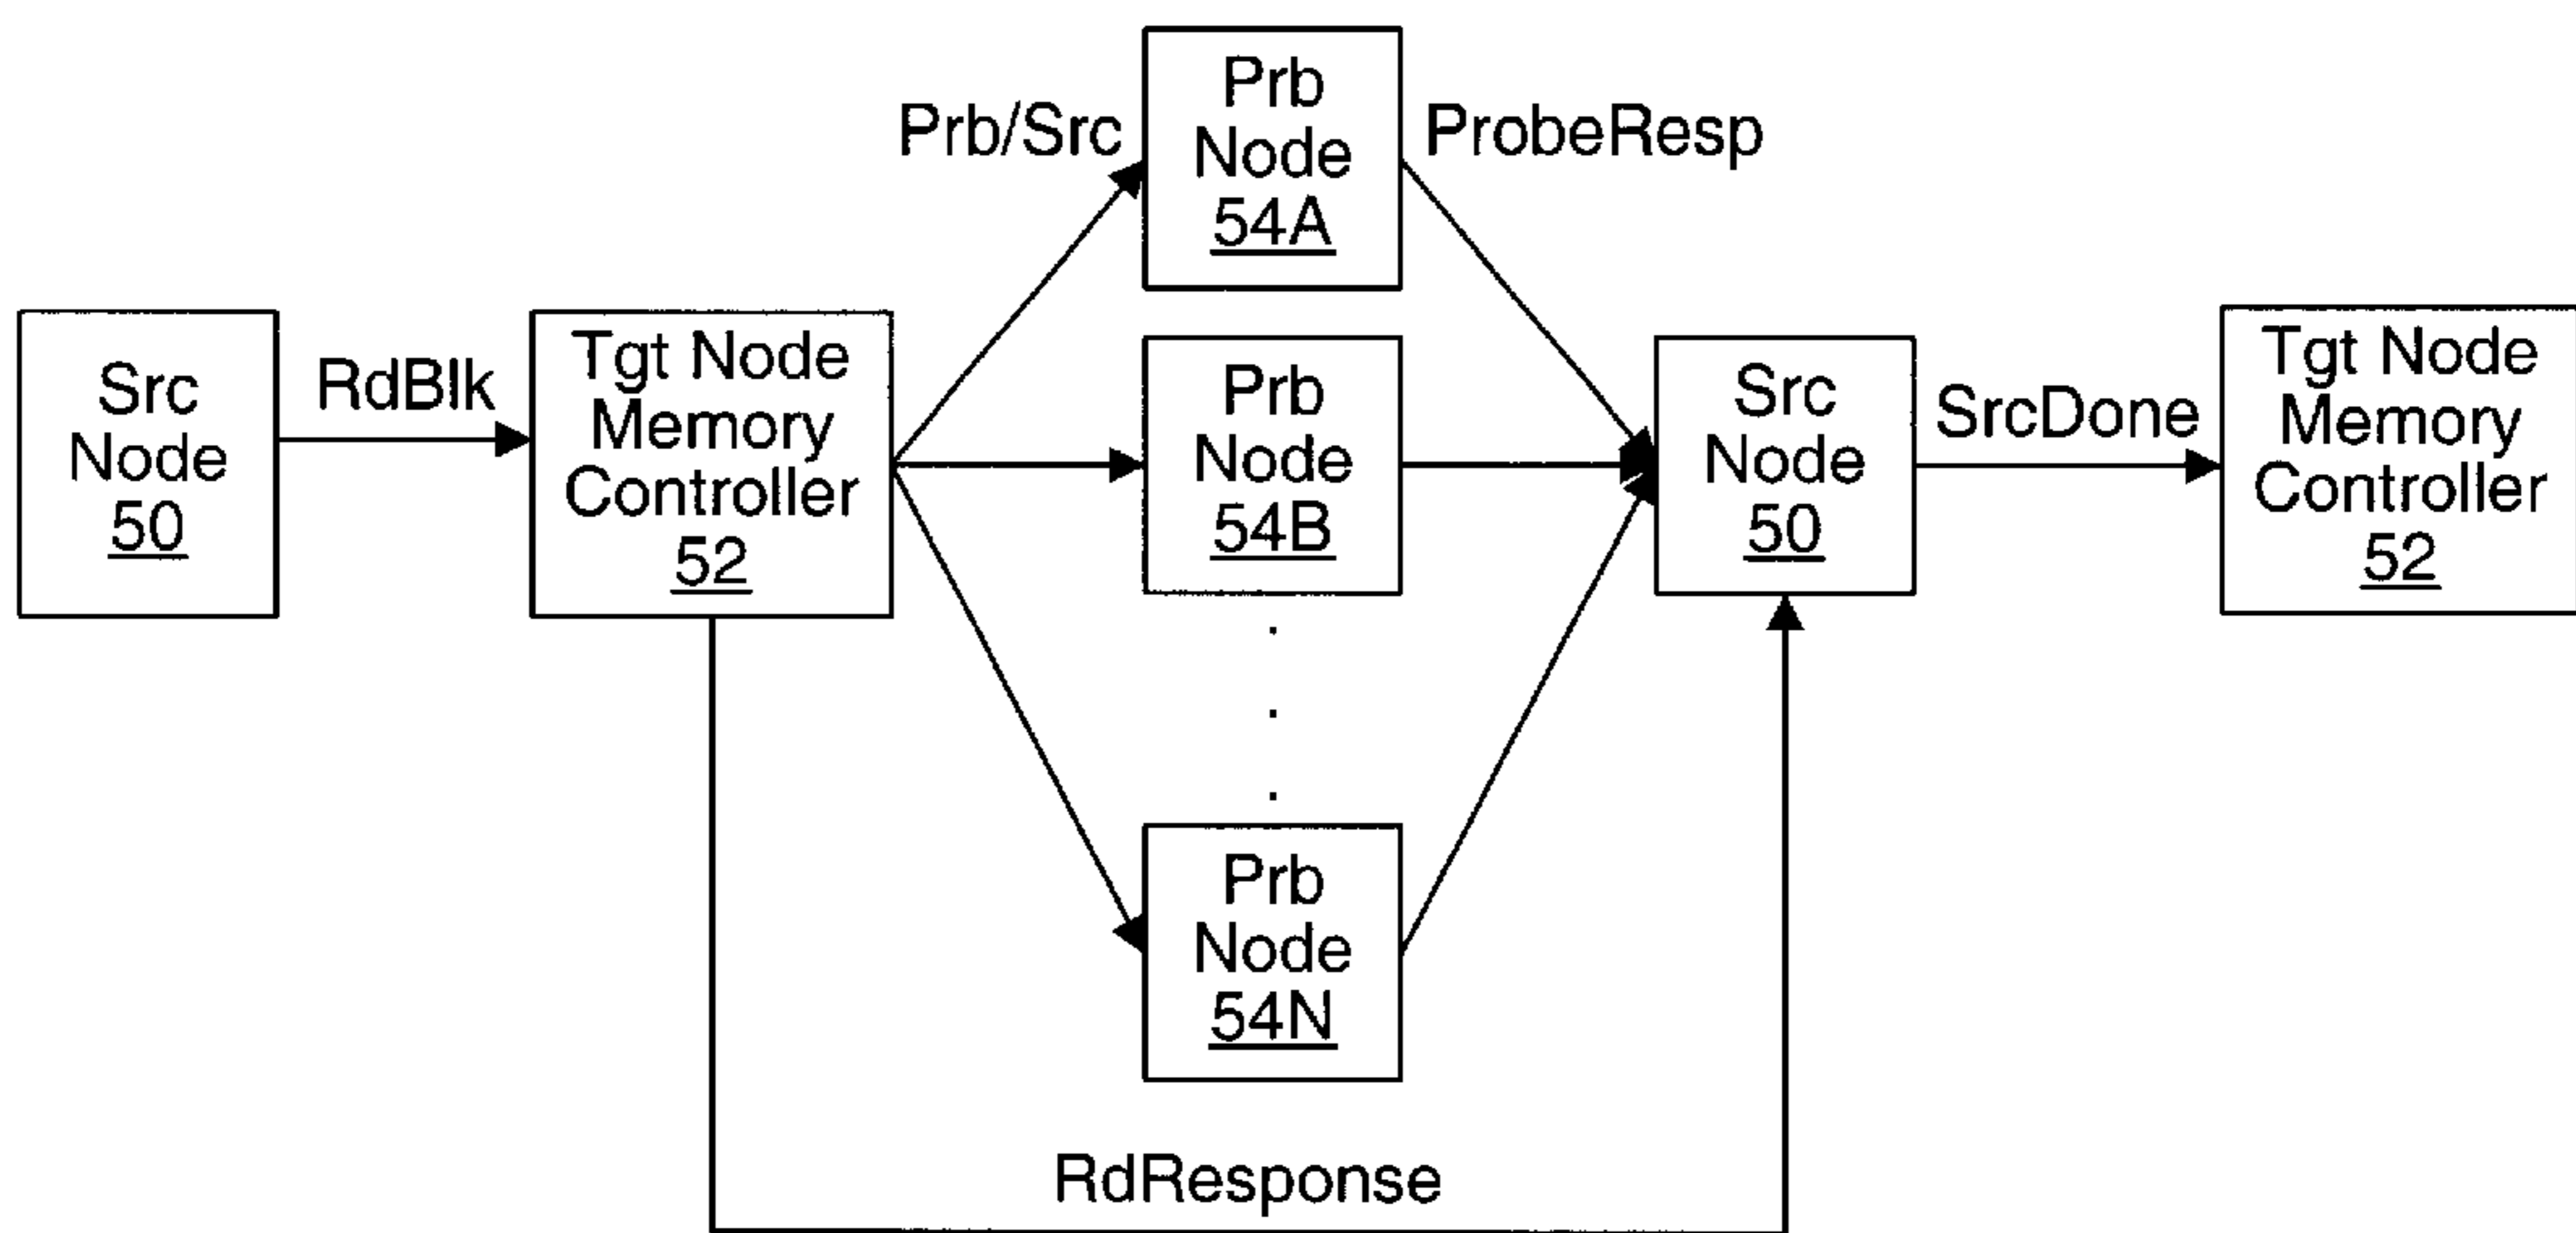 Src
Node
50
RdBlk
Tgt Node
Memory
Controller
52
Prb/Src
Prb
Node
54A
ProbeResp
Prb
Node
54B
.
.
.
Prb
Node
54N
RdResponse
Src
Node
50
SrcDone
Tgt Node
Memory
Controller
52